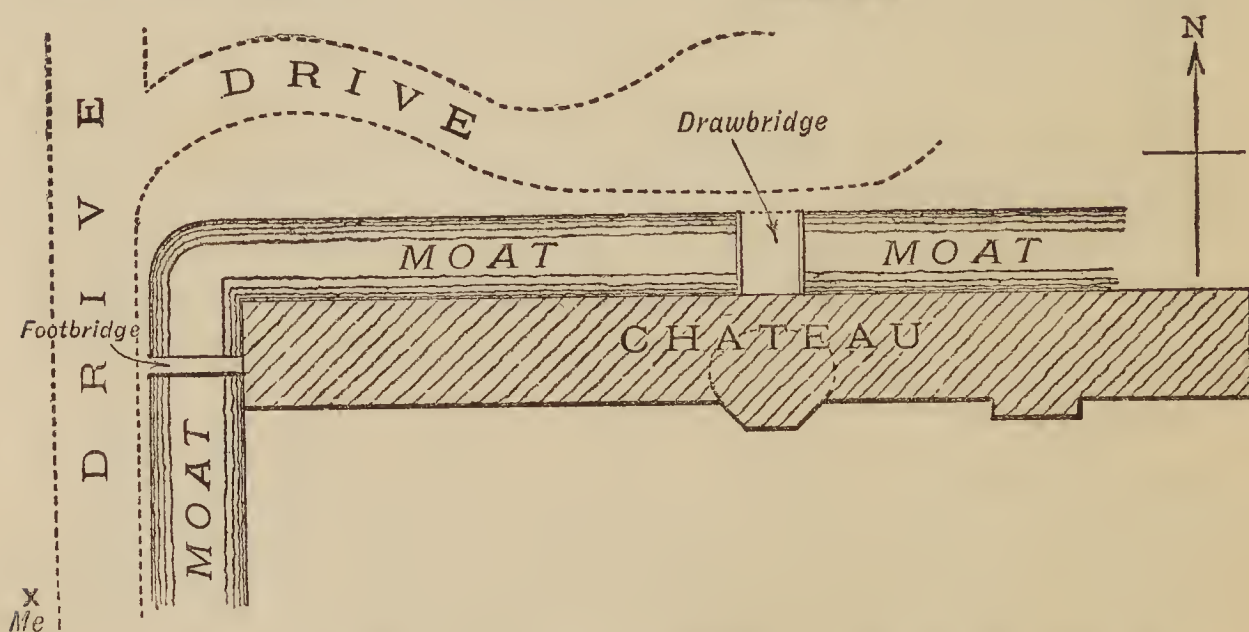 N
DRIVE
Drawbridge
DRIVE
MOAT
MOAT
Footbridge
CHATEAU
MOAT
X
Me